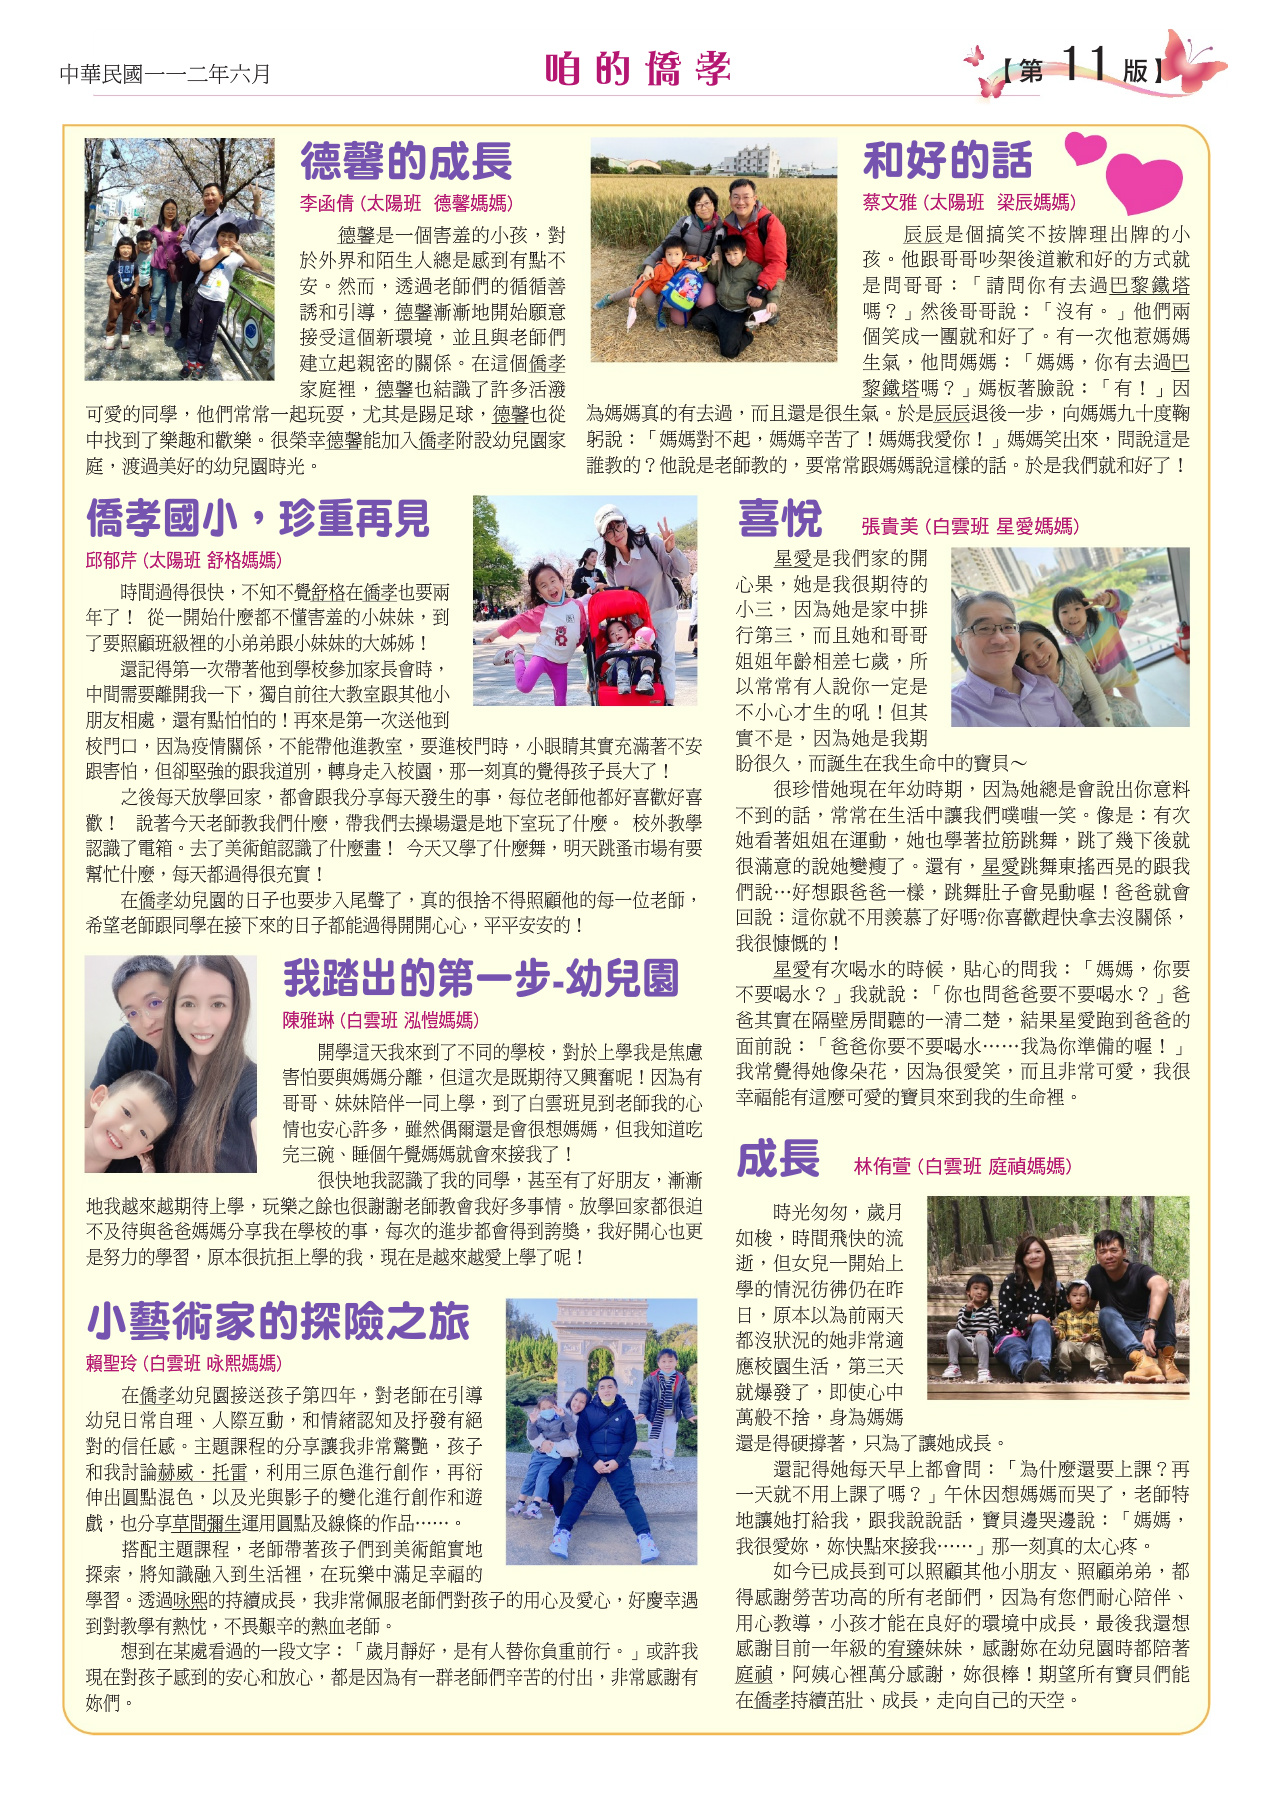 中華民國一一二年六月
咱的僑孝
【第 11 版】
德馨的成長
李函倩（太陽班 德馨媽媽）
德馨是一個害羞的小孩，對
於外界和陌生人總是感到有點不
安。然而，透過老師們的循循善
誘和引導，德馨漸漸地開始願意
接受這個新環境，並且與老師們
建立起親密的關係。在這個僑孝
家庭裡，德馨也結識了許多活潑
可愛的同學，他們常常一起玩耍，尤其是踢足球，德馨也從
中找到了樂趣和歡樂。很榮幸德馨能加入僑孝附設幼兒園家
庭，渡過美好的幼兒園時光。
和好的話
蔡文雅（太陽班 梁辰媽媽）
辰辰是個搞笑不按牌理出牌的小
孩。他跟哥哥吵架後道歉和好的方式就
是問哥哥：「請問你有去過巴黎鐵塔
嗎？」然後哥哥說：「沒有。」他們兩
個笑成一團就和好了。有一次他惹媽媽
生氣，他問媽媽：「媽媽，你有去過巴
黎鐵塔嗎？」媽板著臉說：「有！」因
為媽媽真的有去過，而且還是很生氣。於是辰辰退後一步，向媽媽九十度鞠
躬說：「媽媽對不起，媽媽辛苦了！媽媽我愛你！」媽媽笑出來，問說這是
誰教的？他說是老師教的，要常常跟媽媽說這樣的話。於是我們就和好了！
僑孝國小，珍重再見
邱郁芹（太陽班 舒格媽媽）
時間過得很快，不知不覺舒格在僑孝也要兩
年了！ 從一開始什麼都不懂害羞的小妹妹，到
了要照顧班級裡的小弟弟跟小妹妹的大姊姊！
還記得第一次帶著他到學校參加家長會時，
中間需要離開我一下，獨自前往大教室跟其他小
朋友相處，還有點怕怕的！再來是第一次送他到
校門口，因為疫情關係，不能帶他進教室，要進校門時，小眼睛其實充滿著不安
跟害怕，但卻堅強的跟我道別，轉身走入校園，那一刻真的覺得孩子長大了！
之後每天放學回家，都會跟我分享每天發生的事，每位老師他都好喜歡好喜
歡！ 說著今天老師教我們什麼，帶我們去操場還是地下室玩了什麼。 校外教學
認識了電箱。去了美術館認識了什麼畫！ 今天又學了什麼舞，明天跳蚤市場有要
幫忙什麼，每天都過得很充實！
在僑孝幼兒園的日子也要步入尾聲了，真的很捨不得照顧他的每一位老師，
希望老師跟同學在接下來的日子都能過得開開心心，平平安安的！
我踏出的第一步-幼兒園
陳雅琳（白雲班 泓愷媽媽）
開學這天我來到了不同的學校，對於上學我是焦慮
害怕要與媽媽分離，但這次是既期待又興奮呢！因為有
哥哥、妹妹陪伴一同上學，到了白雲班見到老師我的心
情也安心許多，雖然偶爾還是會很想媽媽，但我知道吃
完三碗、睡個午覺媽媽就會來接我了！
很快地我認識了我的同學，甚至有了好朋友，漸漸
地我越來越期待上學，玩樂之餘也很謝謝老師教會我好多事情。放學回家都很迫
不及待與爸爸媽媽分享我在學校的事，每次的進步都會得到誇獎，我好開心也更
是努力的學習，原本很抗拒上學的我，現在是越來越愛上學了呢！
小藝術家的探險之旅
賴聖玲（白雲班 咏熙媽媽）
在僑孝幼兒園接送孩子第四年，對老師在引導
幼兒日常自理、人際互動，和情緒認知及抒發有絕
對的信任感。主題課程的分享讓我非常驚艷，孩子
和我討論赫威．托雷，利用三原色進行創作，再衍
伸出圓點混色，以及光與影子的變化進行創作和遊
戲，也分享草間彌生運用圓點及線條的作品⋯⋯。
搭配主題課程，老師帶著孩子們到美術館實地
探索，將知識融入到生活裡，在玩樂中滿足幸福的
學習。透過咏熙的持續成長，我非常佩服老師們對孩子的用心及愛心，好慶幸遇
到對教學有熱忱，不畏艱辛的熱血老師。
想到在某處看過的一段文字：「歲月靜好，是有人替你負重前行。」或許我
現在對孩子感到的安心和放心，都是因為有一群老師們辛苦的付出，非常感謝有
妳們。
喜悅
張貴美（白雲班 星愛媽媽）
星愛是我們家的開
心果，她是我很期待的
小三，因為她是家中排
行第三，而且她和哥哥
姐姐年齡相差七歲，所
以常常有人說你一定是
不小心才生的吼！但其
實不是，因為她是我期
盼很久，而誕生在我生命中的寶貝～
很珍惜她現在年幼時期，因為她總是會說出你意料
不到的話，常常在生活中讓我們噗嗤一笑。像是：有次
她看著姐姐在運動，她也學著拉筋跳舞，跳了幾下後就
很滿意的說她變瘦了。還有，星愛跳舞東搖西晃的跟我
們說⋯好想跟爸爸一樣，跳舞肚子會晃動喔！爸爸就會
回說：這你就不用羨慕了好嗎?你喜歡趕快拿去沒關係，
我很慷慨的！
星愛有次喝水的時候，貼心的問我：「媽媽，你要
不要喝水？」我就說：「你也問爸爸要不要喝水？」爸
爸其實在隔壁房間聽的一清二楚，結果星愛跑到爸爸的
面前說：「爸爸你要不要喝水⋯⋯我為你準備的喔！」
我常覺得她像朵花，因為很愛笑，而且非常可愛，我很
幸福能有這麼可愛的寶貝來到我的生命裡。
成長
林侑萱（白雲班 庭禎媽媽）
時光匆匆，歲月
如梭，時間飛快的流
逝，但女兒一開始上
學的情況彷彿仍在昨
日，原本以為前兩天
都沒狀況的她非常適
應校園生活，第三天
就爆發了，即使心中
萬般不捨，身為媽媽
還是得硬撐著，只為了讓她成長。
還記得她每天早上都會問：「為什麼還要上課？再
一天就不用上課了嗎？」午休因想媽媽而哭了，老師特
地讓她打給我，跟我說說話，寶貝邊哭邊說：「媽媽，
我很愛妳，妳快點來接我⋯⋯」那一刻真的太心疼。
如今已成長到可以照顧其他小朋友、照顧弟弟，都
得感謝勞苦功高的所有老師們，因為有您們耐心陪伴、
用心教導，小孩才能在良好的環境中成長，最後我還想
感謝目前一年級的宥臻妹妹，感謝妳在幼兒園時都陪著
庭禎，阿姨心裡萬分感謝，妳很棒！期望所有寶貝們能
在僑孝持續茁壯、成長，走向自己的天空。